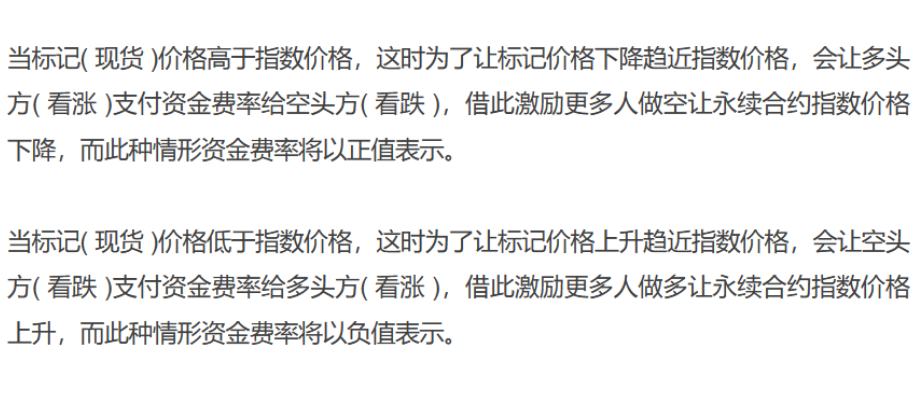 当标记( 现货 )价格高于指数价格，这时为了让标记价格下降趋近指数价格，会让多头
方( 看涨 )支付资金费率给空头方( 看跌 )，借此激励更多人做空让永续合约指数价格
下降，而此种情形资金费率将以正值表示。
当标记( 现货 )价格低于指数价格，这时为了让标记价格上升趋近指数价格，会让空头
方( 看跌 )支付资金费率给多头方( 看涨 )，借此激励更多人做多让永续合约指数价格
上升，而此种情形资金费率将以负值表示。